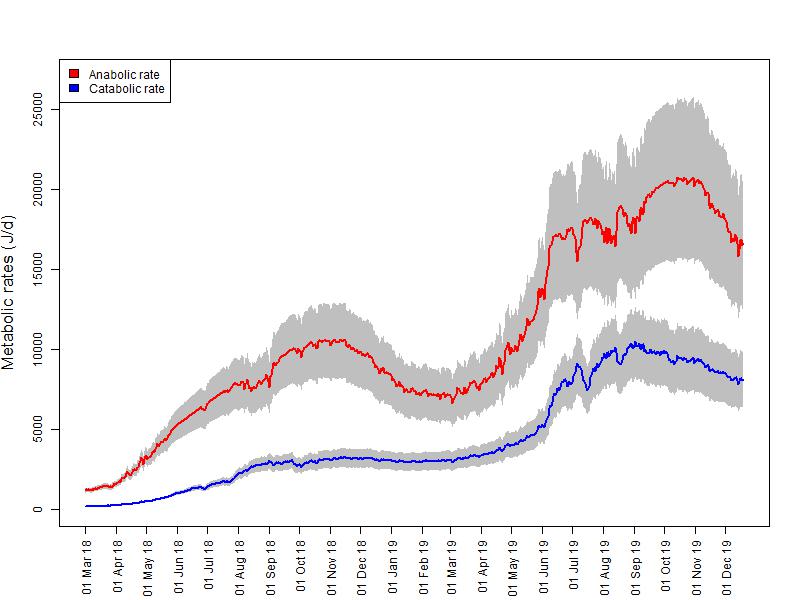 Anabolic rate
Catabolic rate
Metabolic rates (J/d)
25000
20000
15000
10000
5000
0
01 Mar 18
01 Apr 18
01 May 18
01 Jun 18
01 Jul 18
01 Aug 18
01 Sep 18
01 Oct 18
01 Nov 18
01 Dec 18
01 Jan 19
01 Feb 19
01 Mar 19
01 Apr 19
01 May 19
01 Jun 19
01 Jul 19
01 Aug 19
01 Sep 19
01 Oct 19
01 Nov 19
01 Dec 19